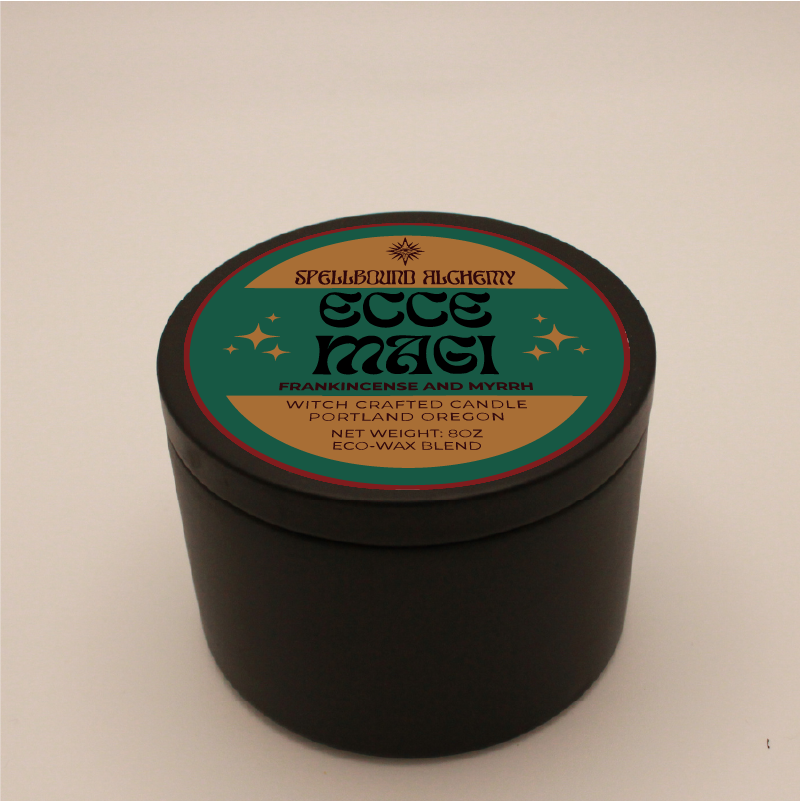 SPELLBOUND ALCHEMY
ECCE
MAGI
FRANKINCENSE AND MYRRH
WITCH CRAFTED CANDLE
PORTLAND OREGON
NET WEIGHT: 8OZ
ECO-WAX BLEND